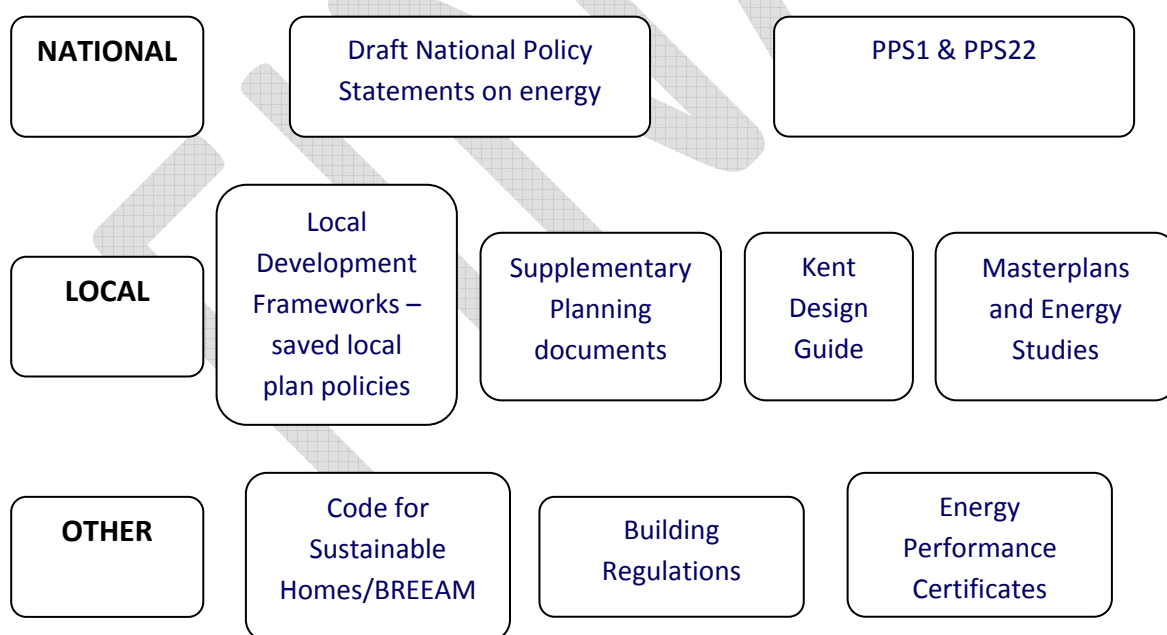 NATIONAL
Draft National Policy
Statements on energy
PPS1 & PPS22
LOCAL
Local
Development
Frameworks –
saved local
plan policies
Supplementary
Planning
documents
Kent
Design
Guide
Masterplans
and Energy
Studies
OTHER
Code for
Sustainable
Homes/BREEAM
Building
Regulations
Energy
Performance
Certificates